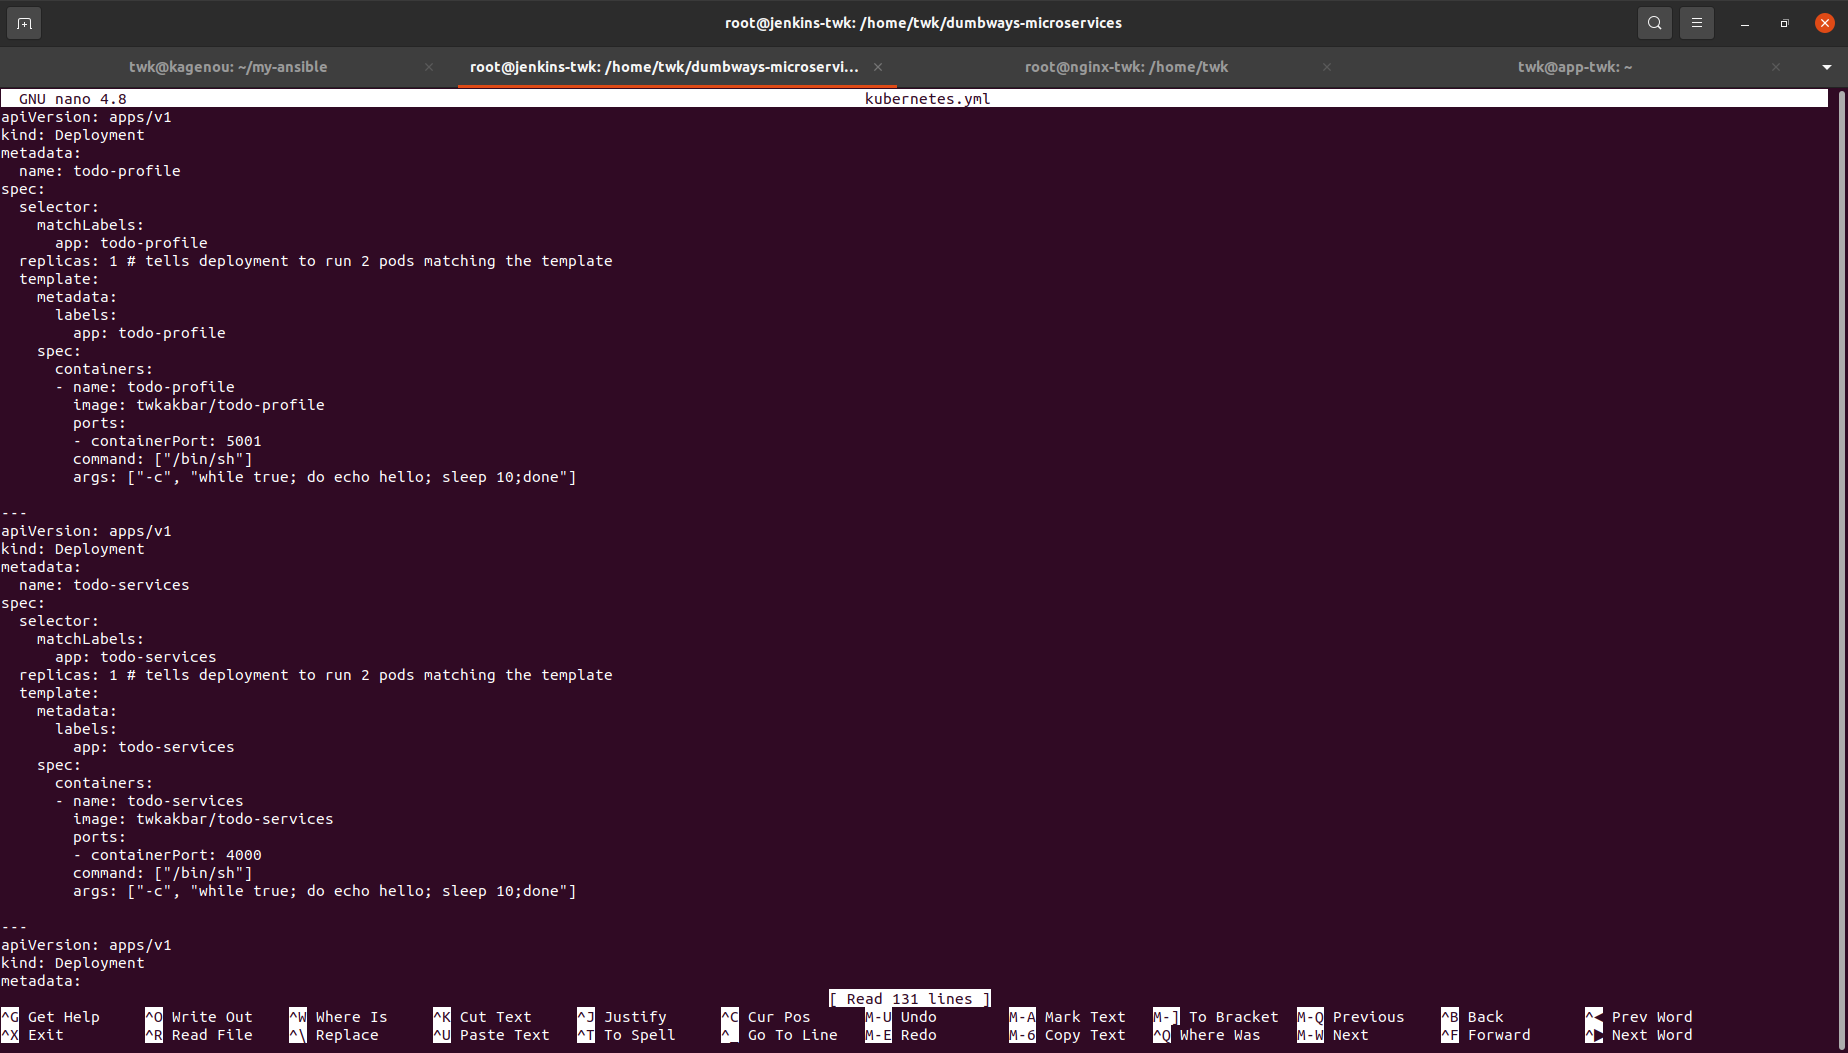 root@jenkins-twk: /home/twk/dumbways-microservices
twk@kagenou: ~/my-ansible
root@jenkins-twk: /home/twk/dumbways-microservi...
root@nginx-twk: /home/twk
twk@app-twk: ~
GNU nano 4.8 kubernetes.yml
apiVersion: apps/v1
kind: Deployment
metadata:
  name: todo-profile
spec:
  selector:
    matchLabels:
      app: todo-profile
  replicas: 1 # tells deployment to run 2 pods matching the template
  template:
    metadata:
      labels:
        app: todo-profile
    spec:
      containers:
      - name: todo-profile
        image: twkakbar/todo-profile
        ports:
        - containerPort: 5001
        command: ["/bin/sh"]
        args: ["-c", "while true; do echo hello; sleep 10;done"]
---
apiVersion: apps/v1
kind: Deployment
metadata:
  name: todo-services
spec:
  selector:
    matchLabels:
      app: todo-services
  replicas: 1 # tells deployment to run 2 pods matching the template
  template:
    metadata:
      labels:
        app: todo-services
    spec:
      containers:
      - name: todo-services
        image: twkakbar/todo-services
        ports:
        - containerPort: 4000
        command: ["/bin/sh"]
        args: ["-c", "while true; do echo hello; sleep 10;done"]
---
apiVersion: apps/v1
kind: Deployment
metadata:
[ Read 131 lines ]
^G Get Help ^O Write Out ^W Where Is ^K Cut Text ^J Justify ^C Cur Pos M-U Undo M-A Mark Text M-] To Bracket M-Q Previous ^B Back ^◀ Prev Word
^X Exit ^R Read File ^\ Replace ^U Paste Text ^T To Spell ^_ Go To Line M-E Redo M-6 Copy Text ^Q Where Was M-W Next ^F Forward ^▶ Next Word